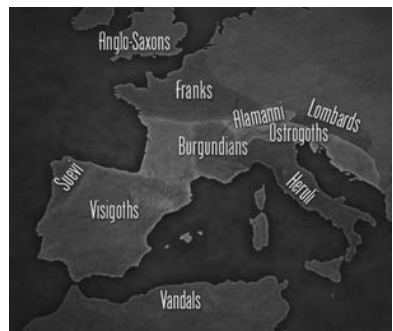 Anglo-Saxons
Franks
Alamanni
Lombards
Ostrogoths
Burgundians
Suevi
Heruli
Visigoths
Vandals